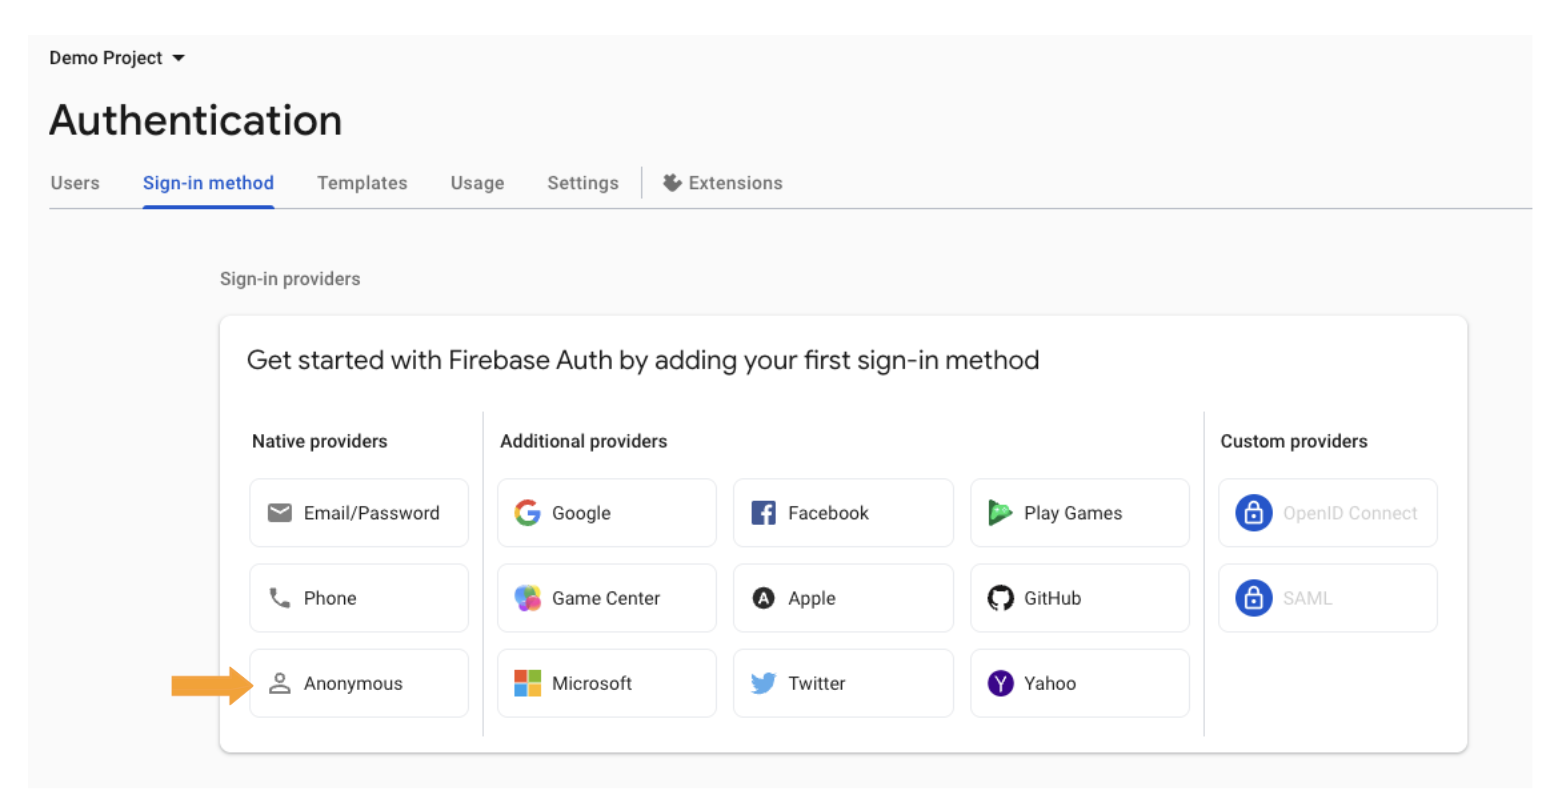 Demo Project
Authentication
Users Sign-in method Templates Usage Settings Extensions
Sign-in providers
Get started with Firebase Auth by adding your first sign-in method
Native providers Additional providers Custom providers
Email/Password Google Facebook Play Games OpenID Connect
Phone Game Center Apple GitHub SAML
Anonymous Microsoft Twitter Yahoo